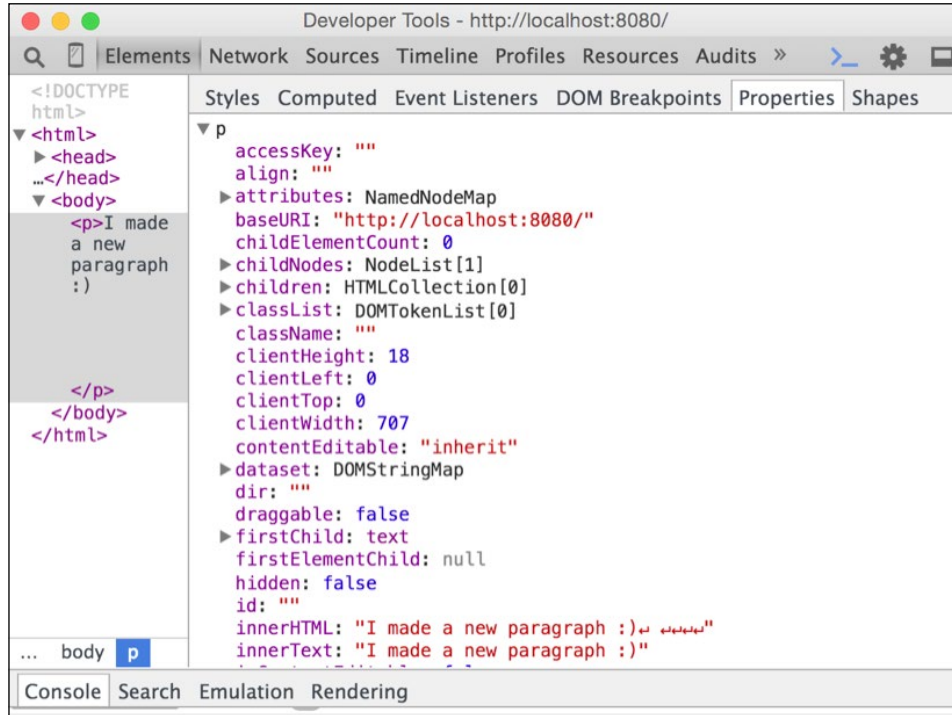 Developer Tools - http://localhost:8080/
Elements Network Sources Timeline Profiles Resources Audits »
<!DOCTYPE
html>
▼<html>
▶<head>
…</head>
▼<body>
<p>I made
a new
paragraph
:)
</p>
</body>
</html>
… body p
Styles Computed Event Listeners DOM Breakpoints Properties Shapes
▼p
accessKey: ""
align: ""
▶attributes: NamedNodeMap
baseURI: "http://localhost:8080/"
childElementCount: 0
▶childNodes: NodeList[1]
▶children: HTMLCollection[0]
▶classList: DOMTokenList[0]
className: ""
clientHeight: 18
clientLeft: 0
clientTop: 0
clientWidth: 707
contentEditable: "inherit"
▶dataset: DOMStringMap
dir: ""
draggable: false
▶firstChild: text
firstElementChild: null
hidden: false
id: ""
innerHTML: "I made a new paragraph :)↵ ↵↵↵↵"
innerText: "I made a new paragraph :)"
Console Search Emulation Rendering